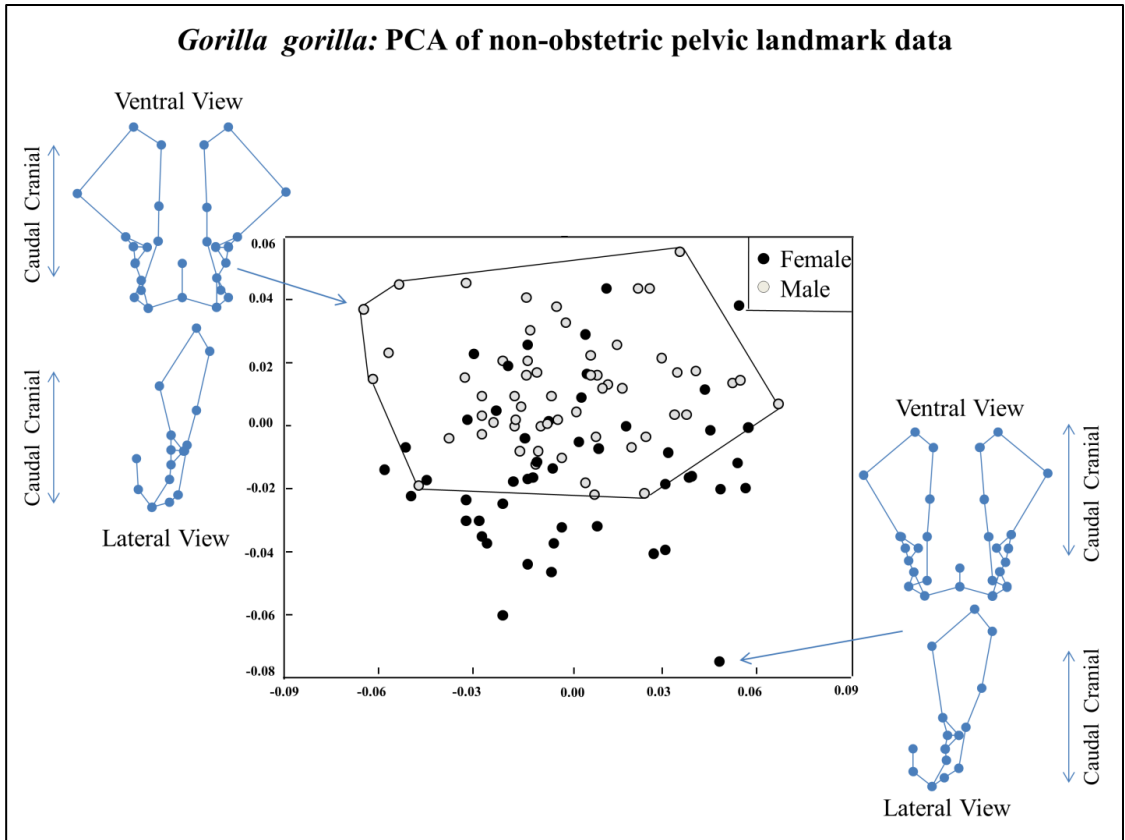 Gorilla gorilla: PCA of non-obstetric pelvic landmark data
Ventral View
Caudal Cranial
Caudal Cranial
Lateral View
0.06
0.04
0.02
0.00
-0.02
-0.04
-0.06
-0.08
-0.09
-0.06
-0.03
0.00
0.03
0.06
0.09
Female
Male
Ventral View
Caudal Cranial
Caudal Cranial
Lateral View